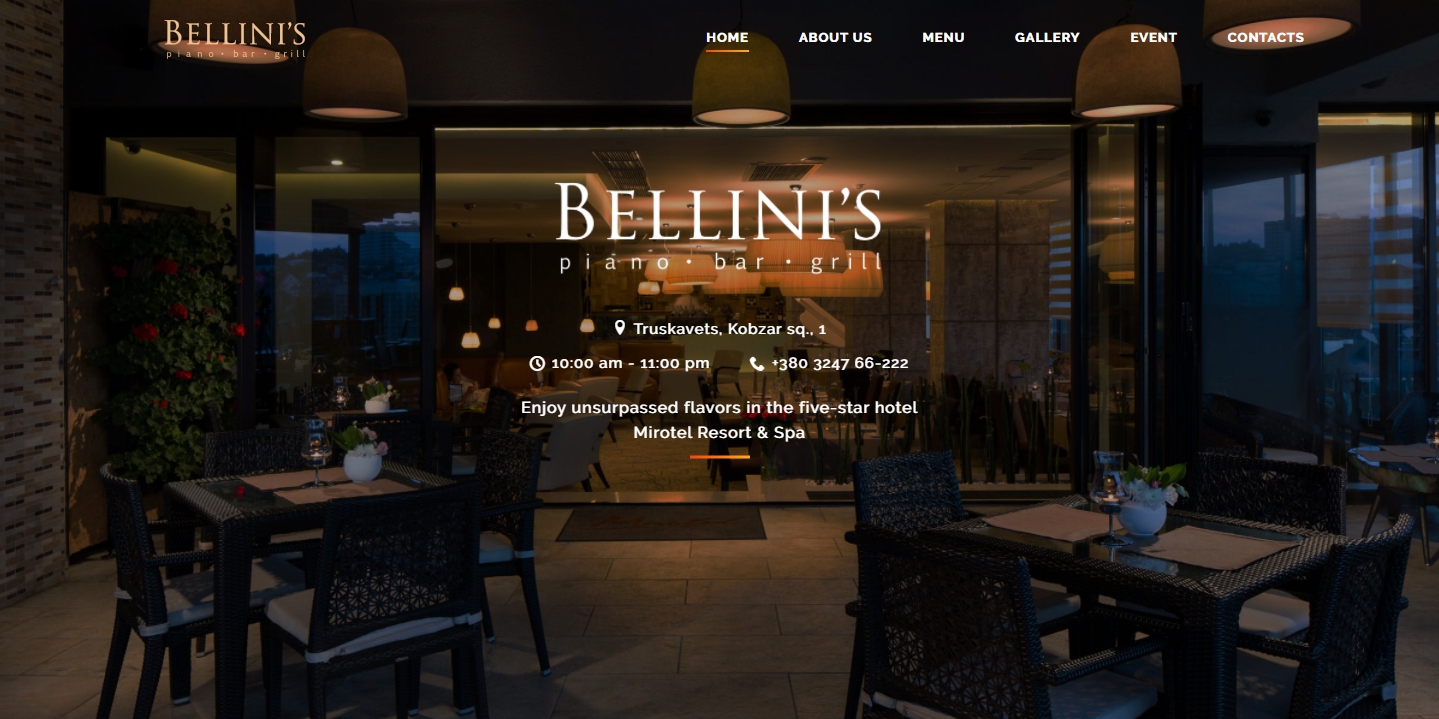 BELLINI'S
piano • bar • grill
HOME ABOUT US MENU GALLERY EVENT CONTACTS
BELLINI'S
piano • bar • grill
Truskavets, Kobzar sq., 1
10:00 am - 11:00 pm +380 3247 66-222
Enjoy unsurpassed flavors in the five-star hotel
Mirotel Resort & Spa